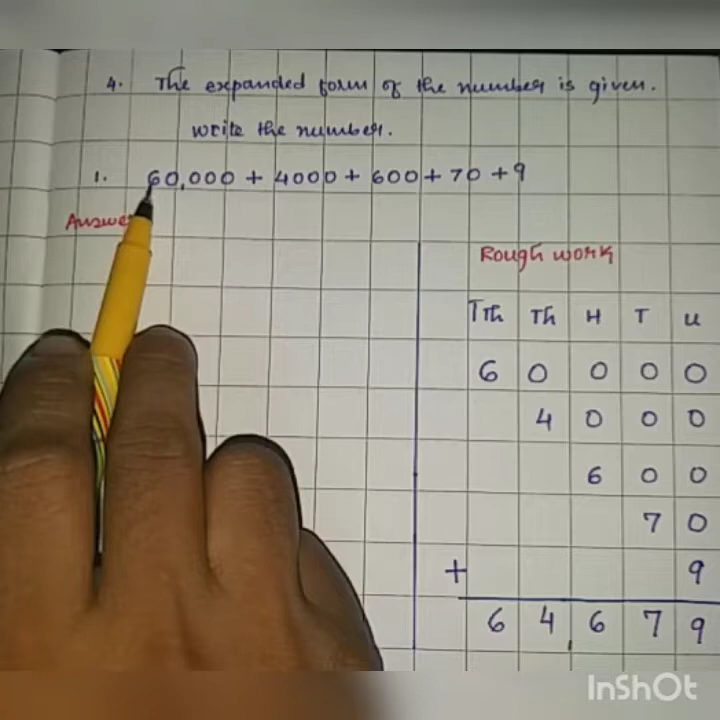 4. The expanded form of the number is given.
write the number.
1. 60,000 + 4000 + 600 + 70 + 9
Answe
Rough work
Tth Th H T U
6 0 0 0 0
4 0 0 0
6 0 0
7 0
+ 9
6 4 6 7 9
InShOt